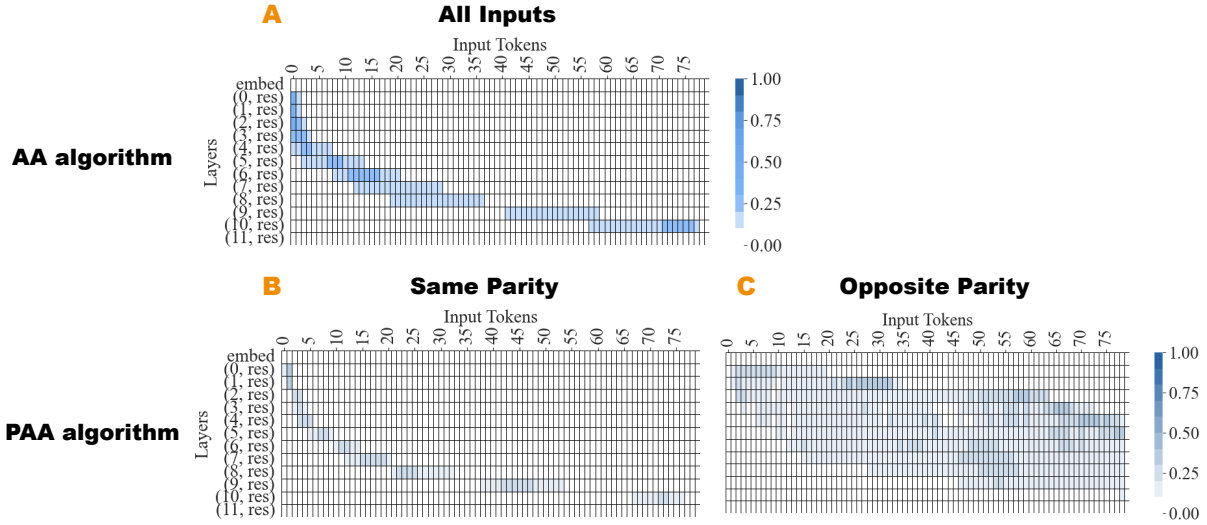 A All Inputs
Input Tokens
0 5 10 15 20 25 30 35 40 45 50 55 60 65 70 75
embed
(0, res)
(1, res)
(2, res)
(3, res)
(4, res)
(5, res)
(6, res)
(7, res)
(8, res)
(9, res)
(10, res)
(11, res)
Layers
AA algorithm
1.00
0.75
0.50
0.25
0.00
B Same Parity
Input Tokens
0 5 10 15 20 25 30 35 40 45 50 55 60 65 70 75
embed
(0, res)
(1, res)
(2, res)
(3, res)
(4, res)
(5, res)
(6, res)
(7, res)
(8, res)
(9, res)
(10, res)
(11, res)
Layers
PAA algorithm
C Opposite Parity
Input Tokens
0 5 10 15 20 25 30 35 40 45 50 55 60 65 70 75
1.00
0.75
0.50
0.25
0.00